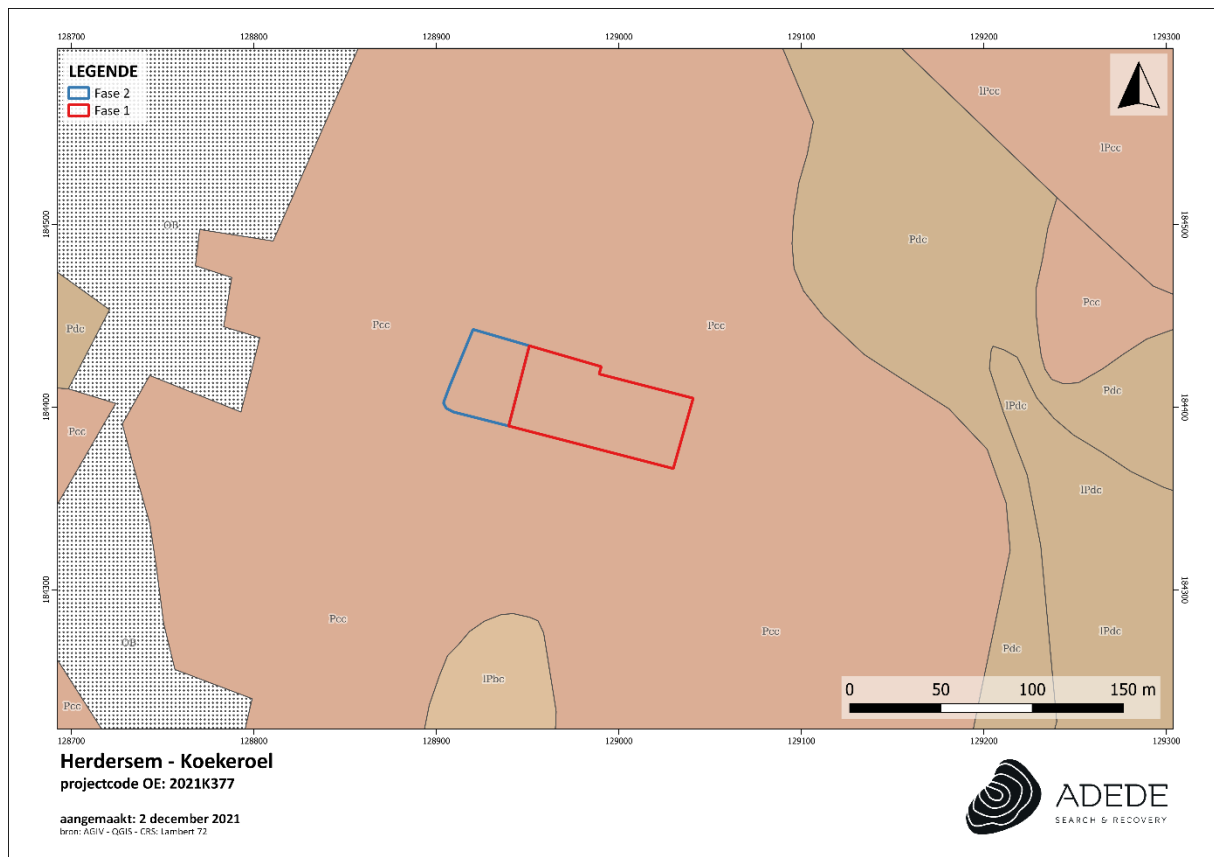 128700 128800 128900 129000 129100 129200 129300
LEGENDE
Fase 2
Fase 1
lPcc
lPcc
184500 OB 184500
Pdc
Pcc
Pdc Pcc Pcc
Pdc
184400 lPdc 184400
Pcc
lPdc
184300 184300
Pcc
Pcc lPdc
OB
Pdc
lPbc
Pcc
0 50 100 150 m
128700 128800 128900 129000 129100 129200 129300
Herdersem - Koekeroel
projectcode OE: 2021K377
aangemaakt: 2 december 2021
bron: AGIV - QGIS - CRS: Lambert 72
ADEDE
SEARCH & RECOVERY